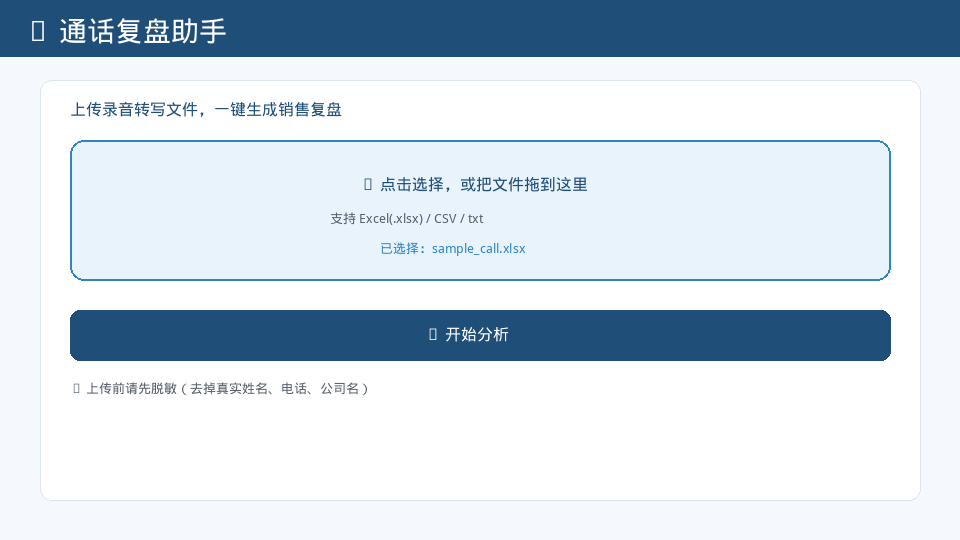 通话复盘助手
上传录音转写文件，一键生成销售复盘
点击选择，或把文件拖到这里
支持 Excel(.xlsx) / CSV / txt
已选择：sample_call.xlsx
开始分析
上传前请先脱敏（去掉真实姓名、电话、公司名）